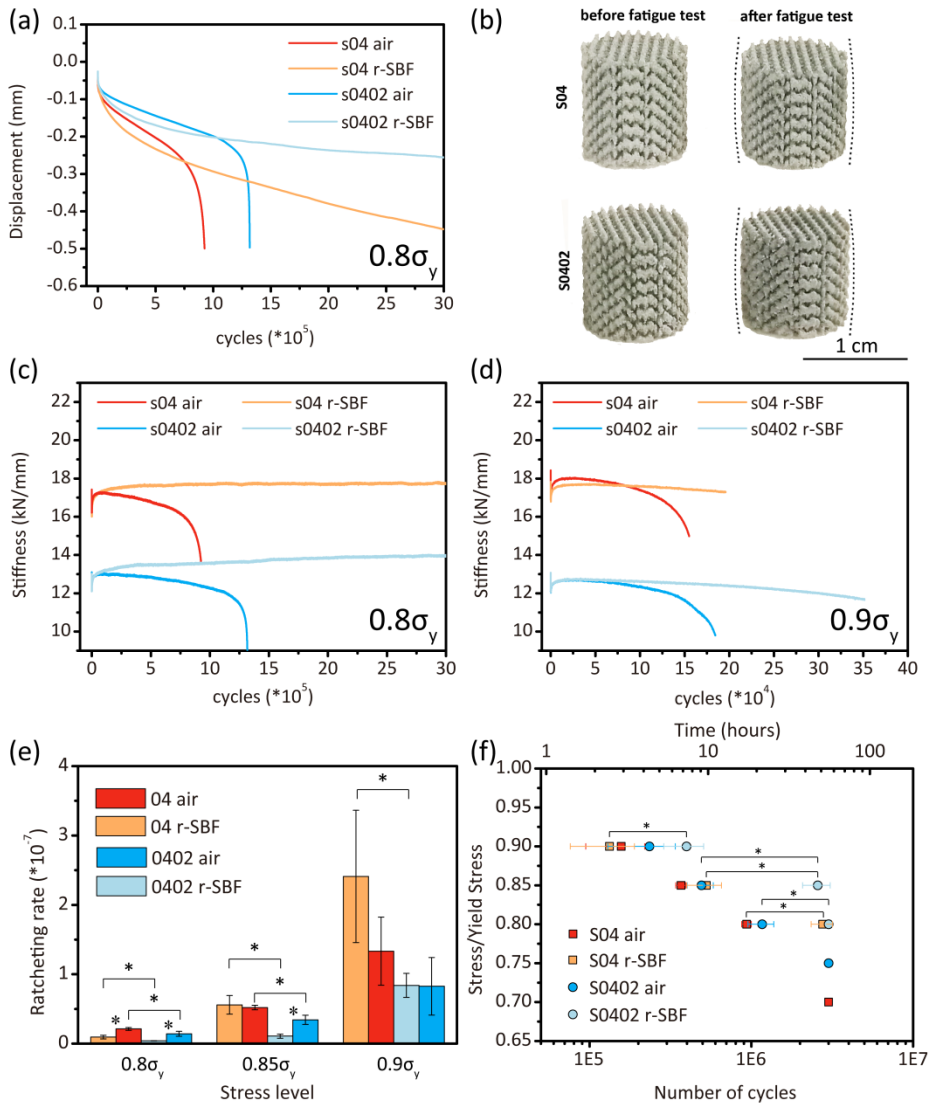 (a)
0.1
0.0
-0.1
-0.2
-0.3
-0.4
-0.5
-0.6
Displacement (mm)
s04 air
s04 r-SBF
s0402 air
s0402 r-SBF
0.8σy
0 5 10 15 20 25 30
cycles (*10^5)
(b)
before fatigue test after fatigue test
S04
S0402
1 cm
(c)
s04 air s04 r-SBF
s0402 air s0402 r-SBF
22
20
18
16
14
12
10
Stiffness (kN/mm)
0.8σy
0 5 10 15 20 25 30
cycles (*10^5)
(d)
s04 air s04 r-SBF
s0402 air s0402 r-SBF
22
20
18
16
14
12
10
Stiffness (kN/mm)
0.9σy
0 5 10 15 20 25 30 35 40
cycles (*10^4)
(e)
4
3
2
1
0
Ratcheting rate (*10^-7)
04 air
04 r-SBF
0402 air
0402 r-SBF
*
*
*
*
*
*
*
*
*
0.8σy 0.85σy 0.9σy
Stress level
(f)
Time (hours)
1 10 100
1.00
0.95
0.90
0.85
0.80
0.75
0.70
0.65
Stress/Yield Stress
*
*
*
*
*
S04 air
S04 r-SBF
S0402 air
S0402 r-SBF
1E5 1E6 1E7
Number of cycles